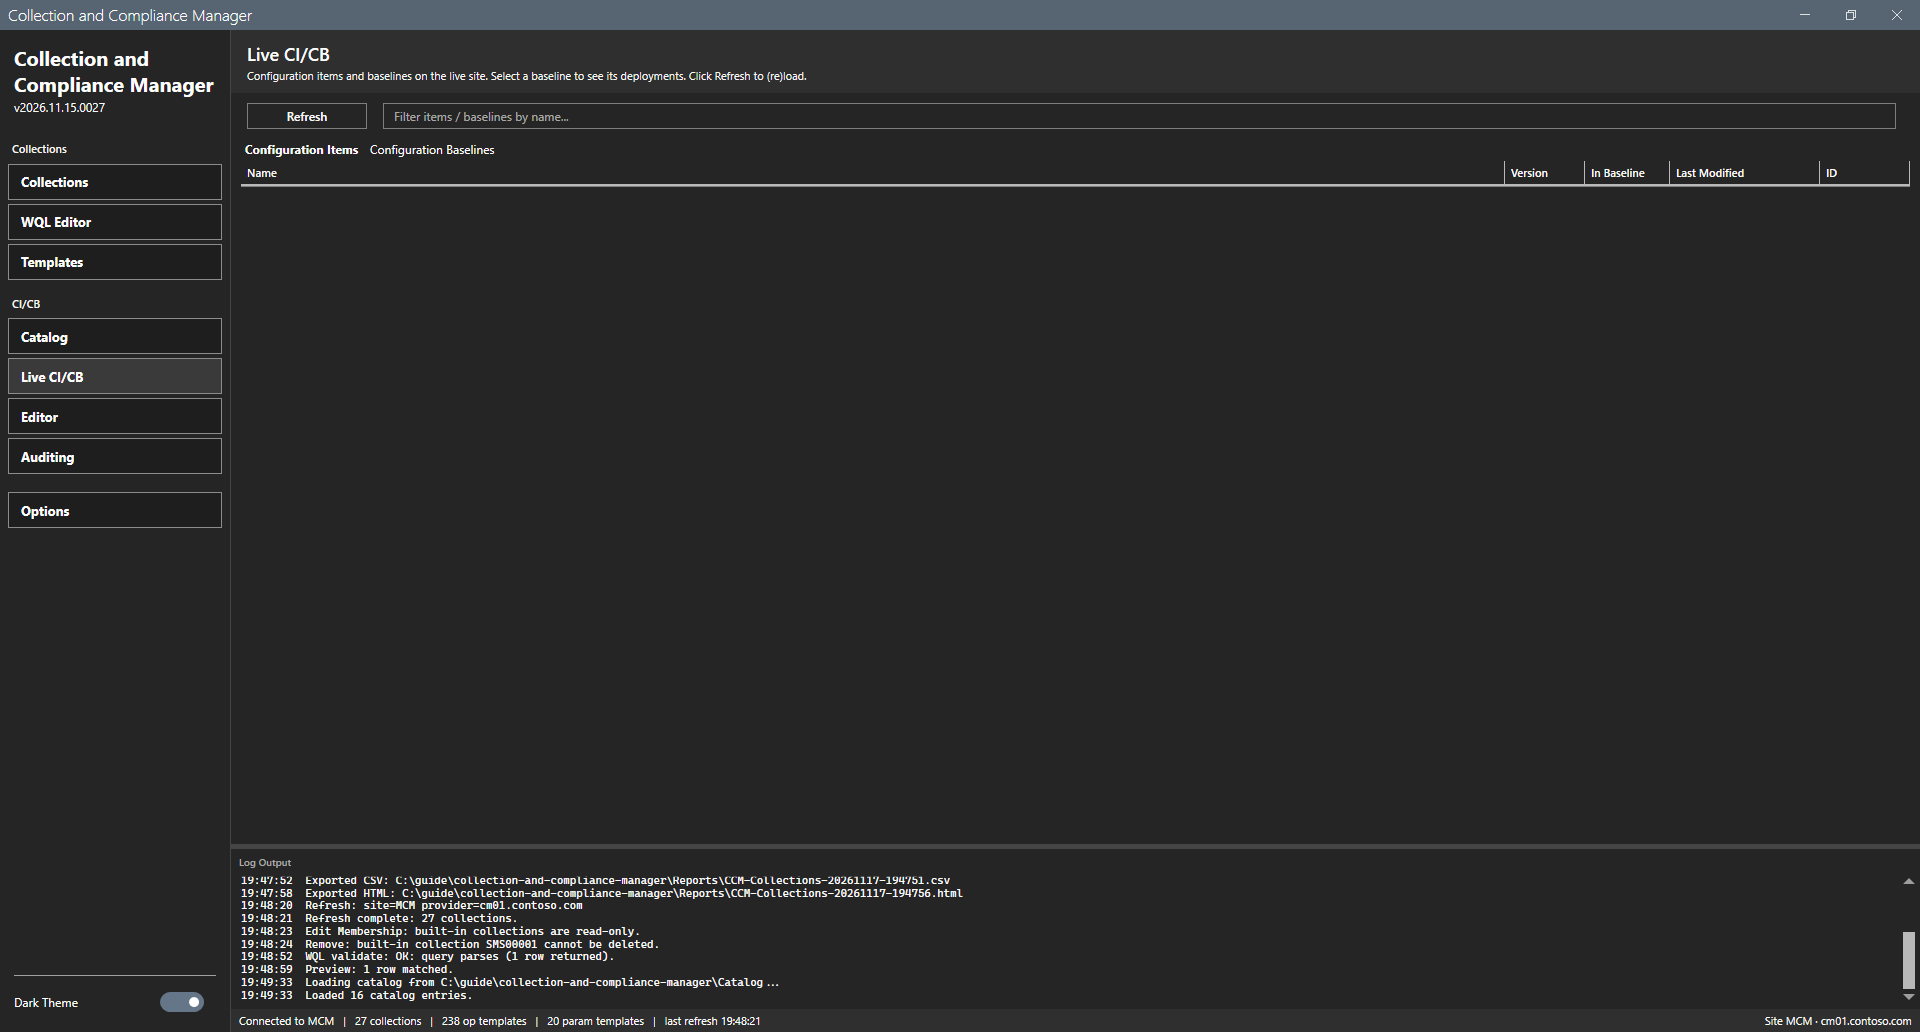 Collection and Compliance Manager
Collection and
Compliance Manager
v2026.11.15.0027
Collections
Collections
WQL Editor
Templates
CI/CB
Catalog
Live CI/CB
Editor
Auditing
Options
Dark Theme
Live CI/CB
Configuration items and baselines on the live site. Select a baseline to see its deployments. Click Refresh to (re)load.
Refresh
Filter items / baselines by name...
Configuration Items Configuration Baselines
Name Version In Baseline Last Modified ID
Log Output
19:47:52 Exported CSV: C:\guide\collection-and-compliance-manager\Reports\CCM-Collections-20261117-194751.csv
19:47:58 Exported HTML: C:\guide\collection-and-compliance-manager\Reports\CCM-Collections-20261117-194756.html
19:48:20 Refresh: site=MCM provider=cm01.contoso.com
19:48:21 Refresh complete: 27 collections.
19:48:23 Edit Membership: built-in collections are read-only.
19:48:24 Remove: built-in collection SMS00001 cannot be deleted.
19:48:52 WQL validate: OK: query parses (1 row returned).
19:48:59 Preview: 1 row matched.
19:49:33 Loading catalog from C:\guide\collection-and-compliance-manager\Catalog ...
19:49:33 Loaded 16 catalog entries.
Connected to MCM | 27 collections | 238 op templates | 20 param templates | last refresh 19:48:21
Site MCM · cm01.contoso.com